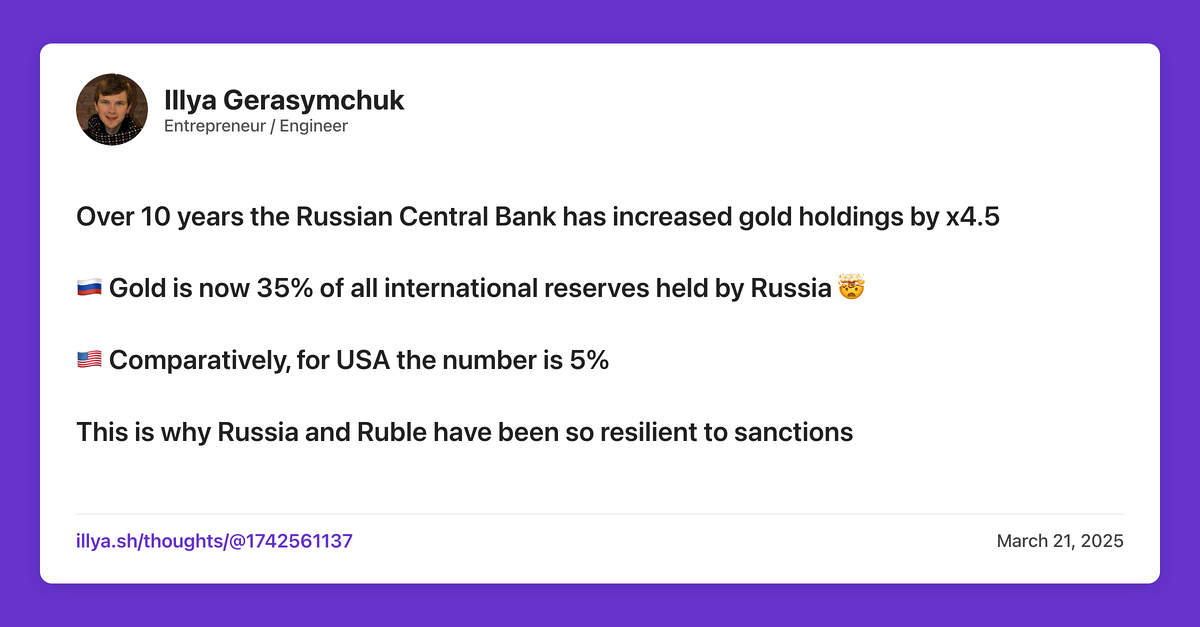 Illya Gerasymchuk
Entrepreneur / Engineer
Over 10 years the Russian Central Bank has increased gold holdings by x4.5
🇷🇺 Gold is now 35% of all international reserves held by Russia 🤯
🇺🇸 Comparatively, for USA the number is 5%
This is why Russia and Ruble have been so resilient to sanctions
illya.sh/thoughts/@1742561137
March 21, 2025